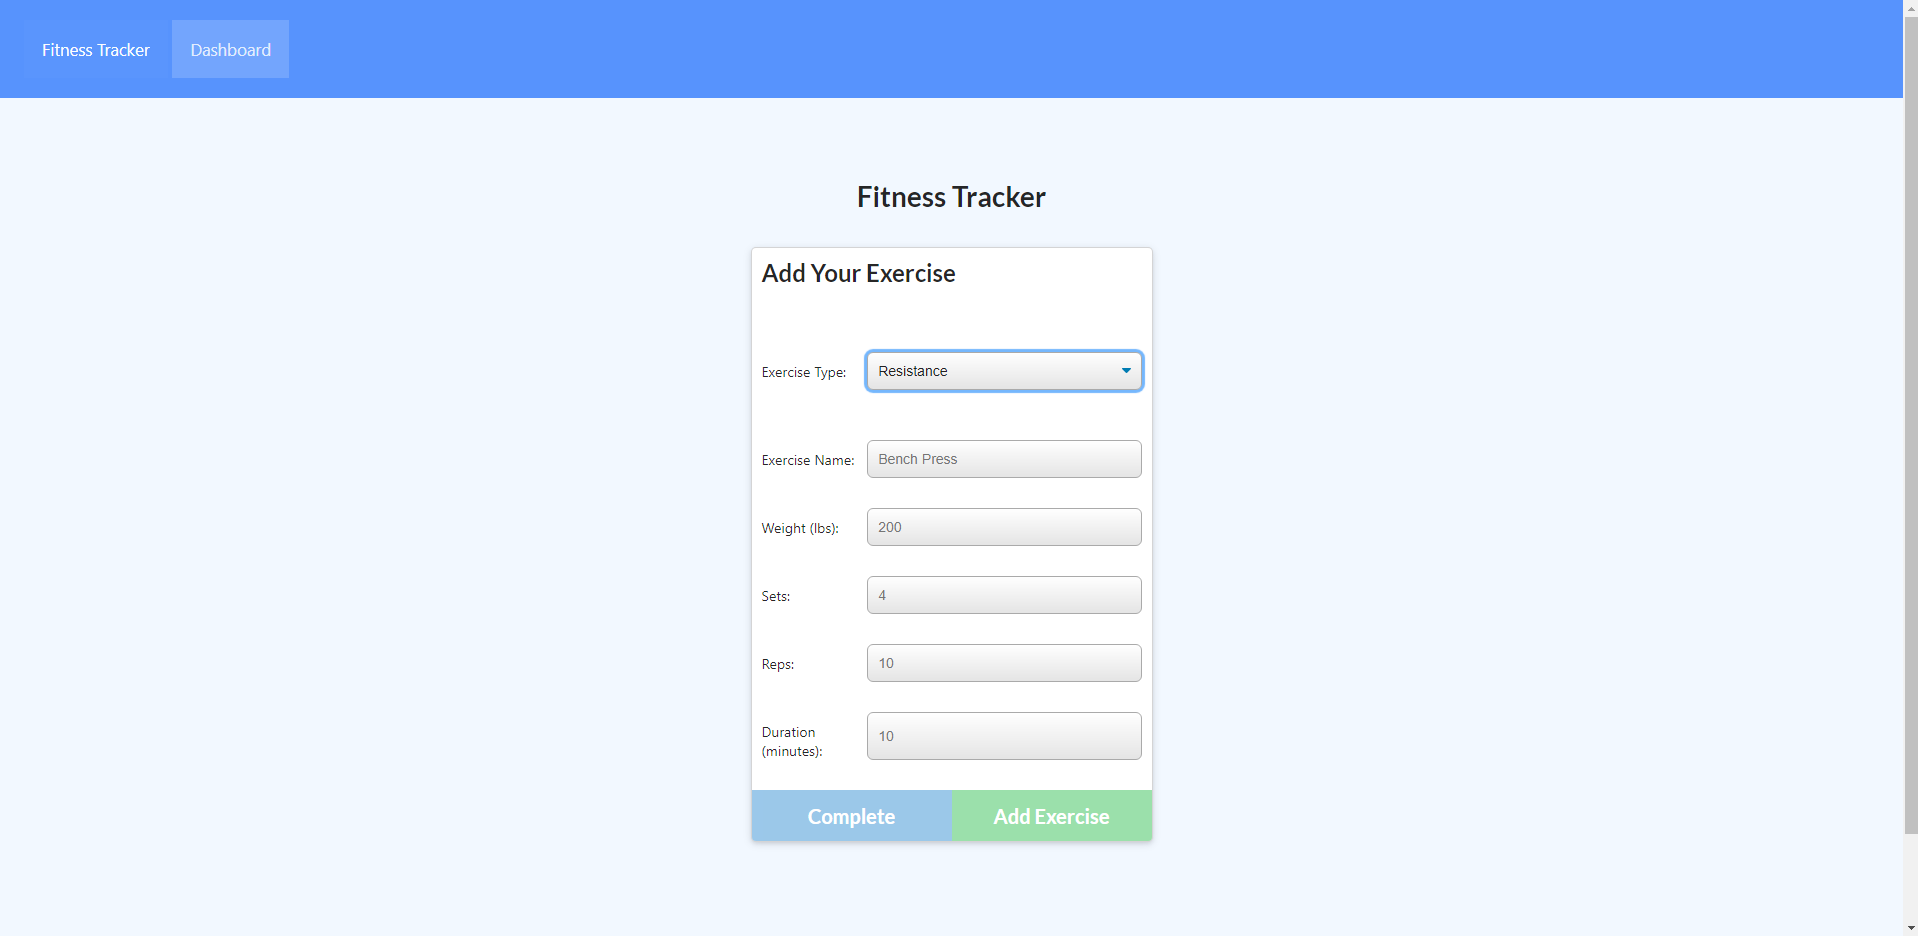 Fitness Tracker
Dashboard
Fitness Tracker
Add Your Exercise
Exercise Type:
Resistance
Exercise Name:
Bench Press
Weight (lbs):
200
Sets:
4
Reps:
10
Duration
(minutes):
10
Complete
Add Exercise